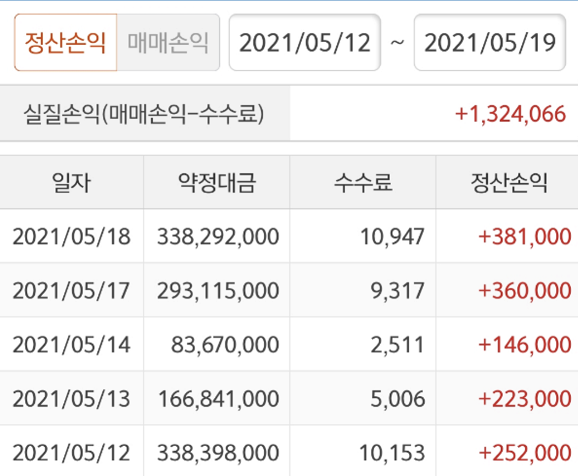 정산손익 매매손익 2021/05/12 ~ 2021/05/19
실질손익(매매손익-수수료) +1,324,066
일자 약정대금 수수료 정산손익
2021/05/18 338,292,000 10,947 +381,000
2021/05/17 293,115,000 9,317 +360,000
2021/05/14 83,670,000 2,511 +146,000
2021/05/13 166,841,000 5,006 +223,000
2021/05/12 338,398,000 10,153 +252,000